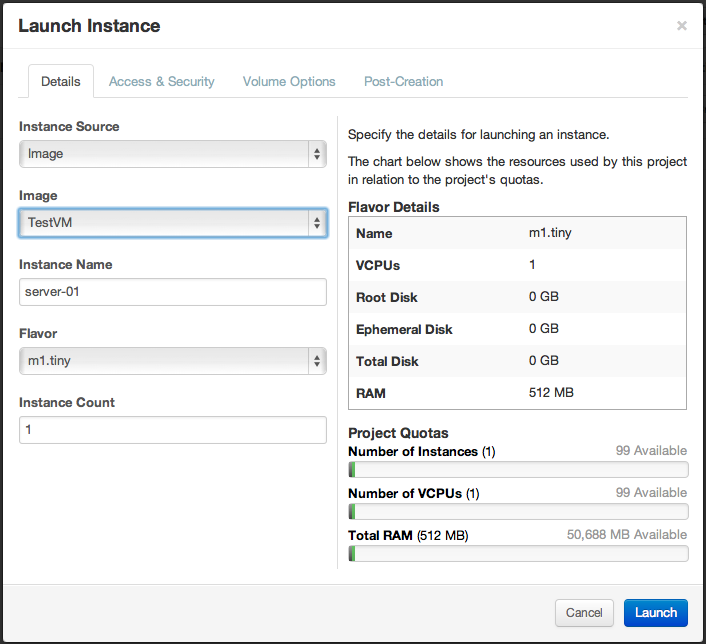 Launch Instance
×
Details Access & Security Volume Options Post-Creation
Instance Source
Image
Image
TestVM
Instance Name
server-01
Flavor
m1.tiny
Instance Count
1
Specify the details for launching an instance.
The chart below shows the resources used by this project
in relation to the project's quotas.
Flavor Details
Name m1.tiny
VCPUs 1
Root Disk 0 GB
Ephemeral Disk 0 GB
Total Disk 0 GB
RAM 512 MB
Project Quotas
Number of Instances (1) 99 Available
Number of VCPUs (1) 99 Available
Total RAM (512 MB) 50,688 MB Available
Cancel Launch